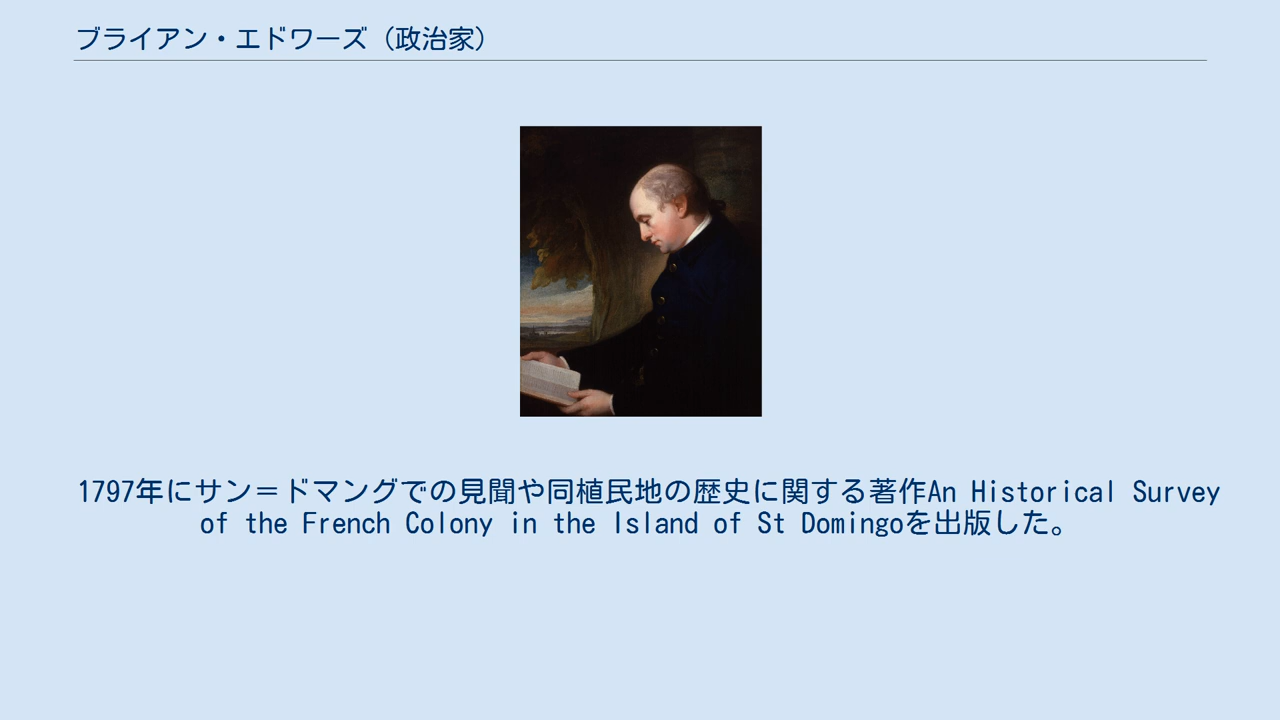 ブライアン・エドワーズ（政治家）
1797年にサン＝ドマングでの見聞や同植民地の歴史に関する著作An Historical Survey
of the French Colony in the Island of St Domingoを出版した。